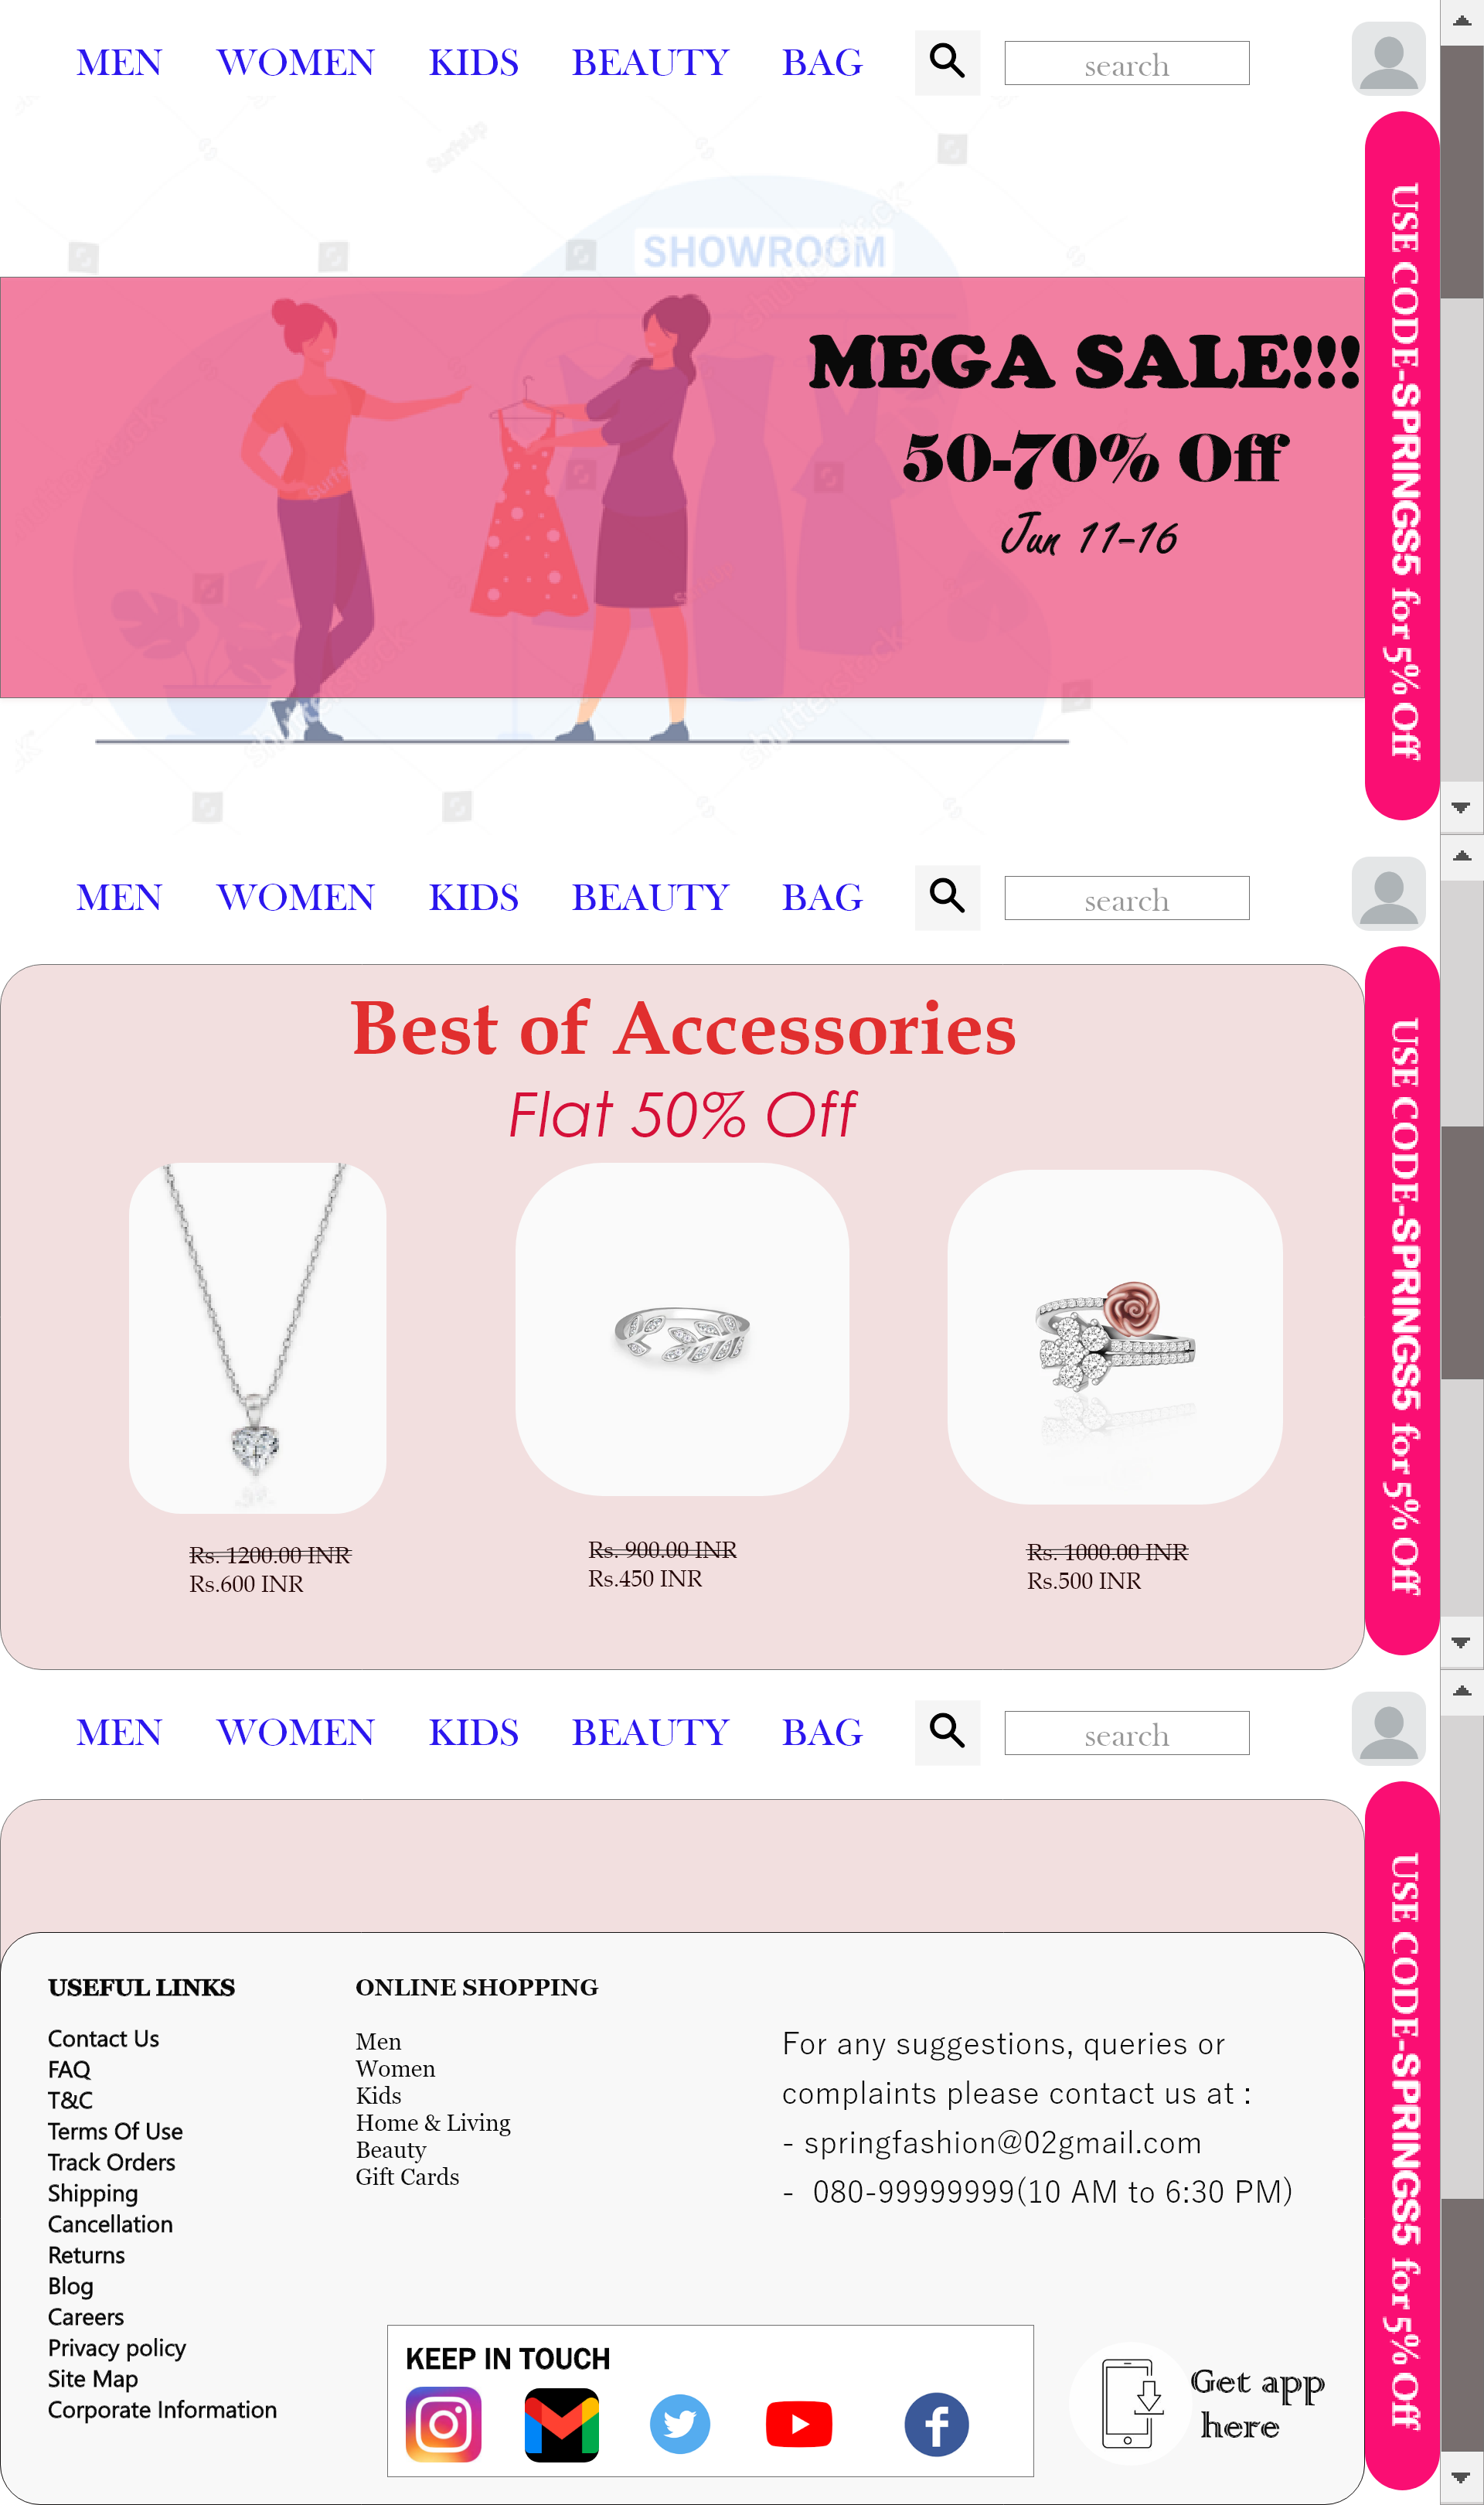 MEN WOMEN KIDS BEAUTY BAG search
SurfsUp
SHOWROOM
shutterstock
MEGA SALE!!!
50-70% Off
Jun 11-16
SurfsUp
shutterstock
shutterstock
USE CODE-SPRINGS5 for 5% Off
MEN WOMEN KIDS BEAUTY BAG search
Best of Accessories
Flat 50% Off
Rs. 1200.00 INR
Rs.600 INR
Rs. 900.00 INR
Rs.450 INR
Rs. 1000.00 INR
Rs.500 INR
USE CODE-SPRINGS5 for 5% Off
MEN WOMEN KIDS BEAUTY BAG search
USEFUL LINKS
Contact Us
FAQ
T&C
Terms Of Use
Track Orders
Shipping
Cancellation
Returns
Blog
Careers
Privacy policy
Site Map
Corporate Information
ONLINE SHOPPING
Men
Women
Kids
Home & Living
Beauty
Gift Cards
For any suggestions, queries or
complaints please contact us at :
- springfashion@02gmail.com
- 080-99999999(10 AM to 6:30 PM)
KEEP IN TOUCH
Get app
here
USE CODE-SPRINGS5 for 5% Off